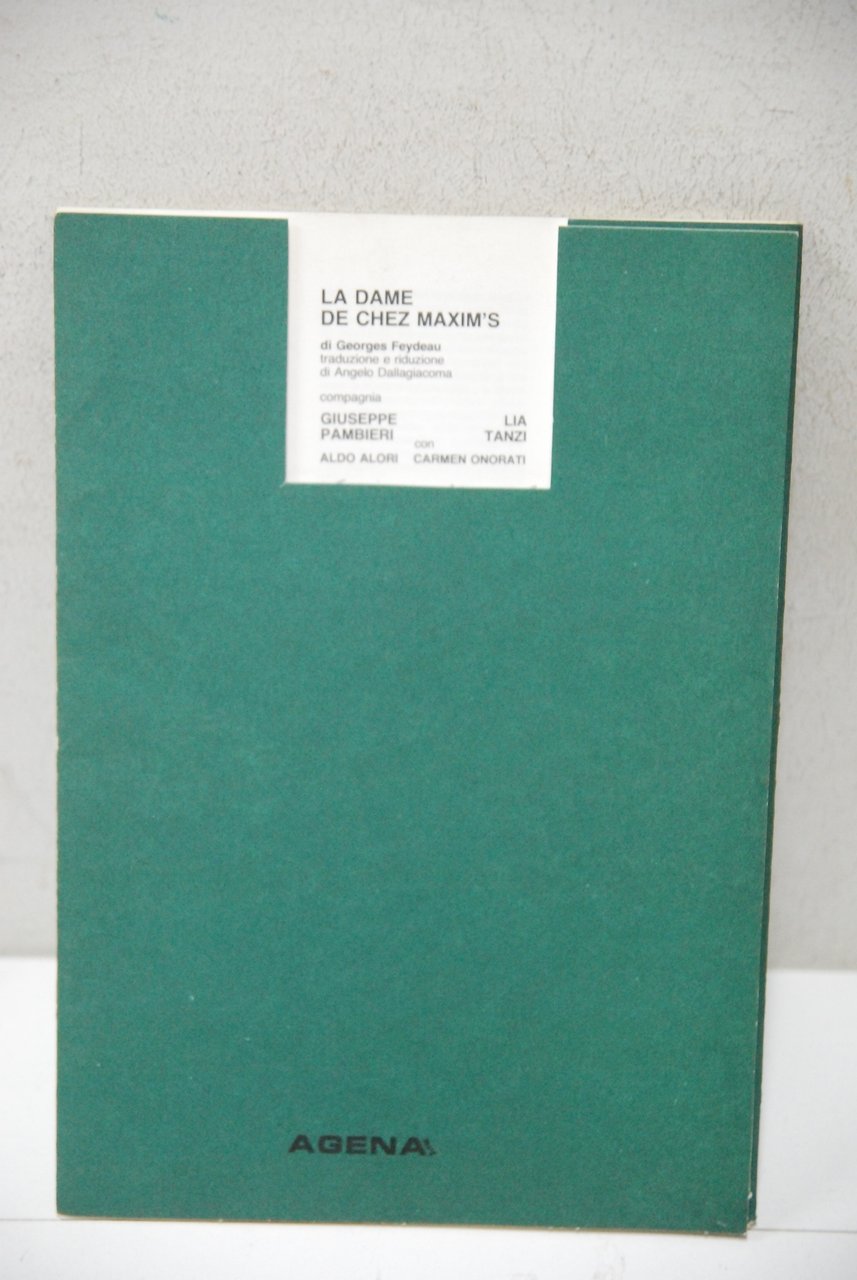 LA DAME
DE CHEZ MAXIM'S
di Georges Feydeau
traduzione e riduzione
di Angelo Dallagiacoma
compagnia
GIUSEPPE LIA
PAMBIERI con TANZI
ALDO ALORI CARMEN ONORATI
AGENA